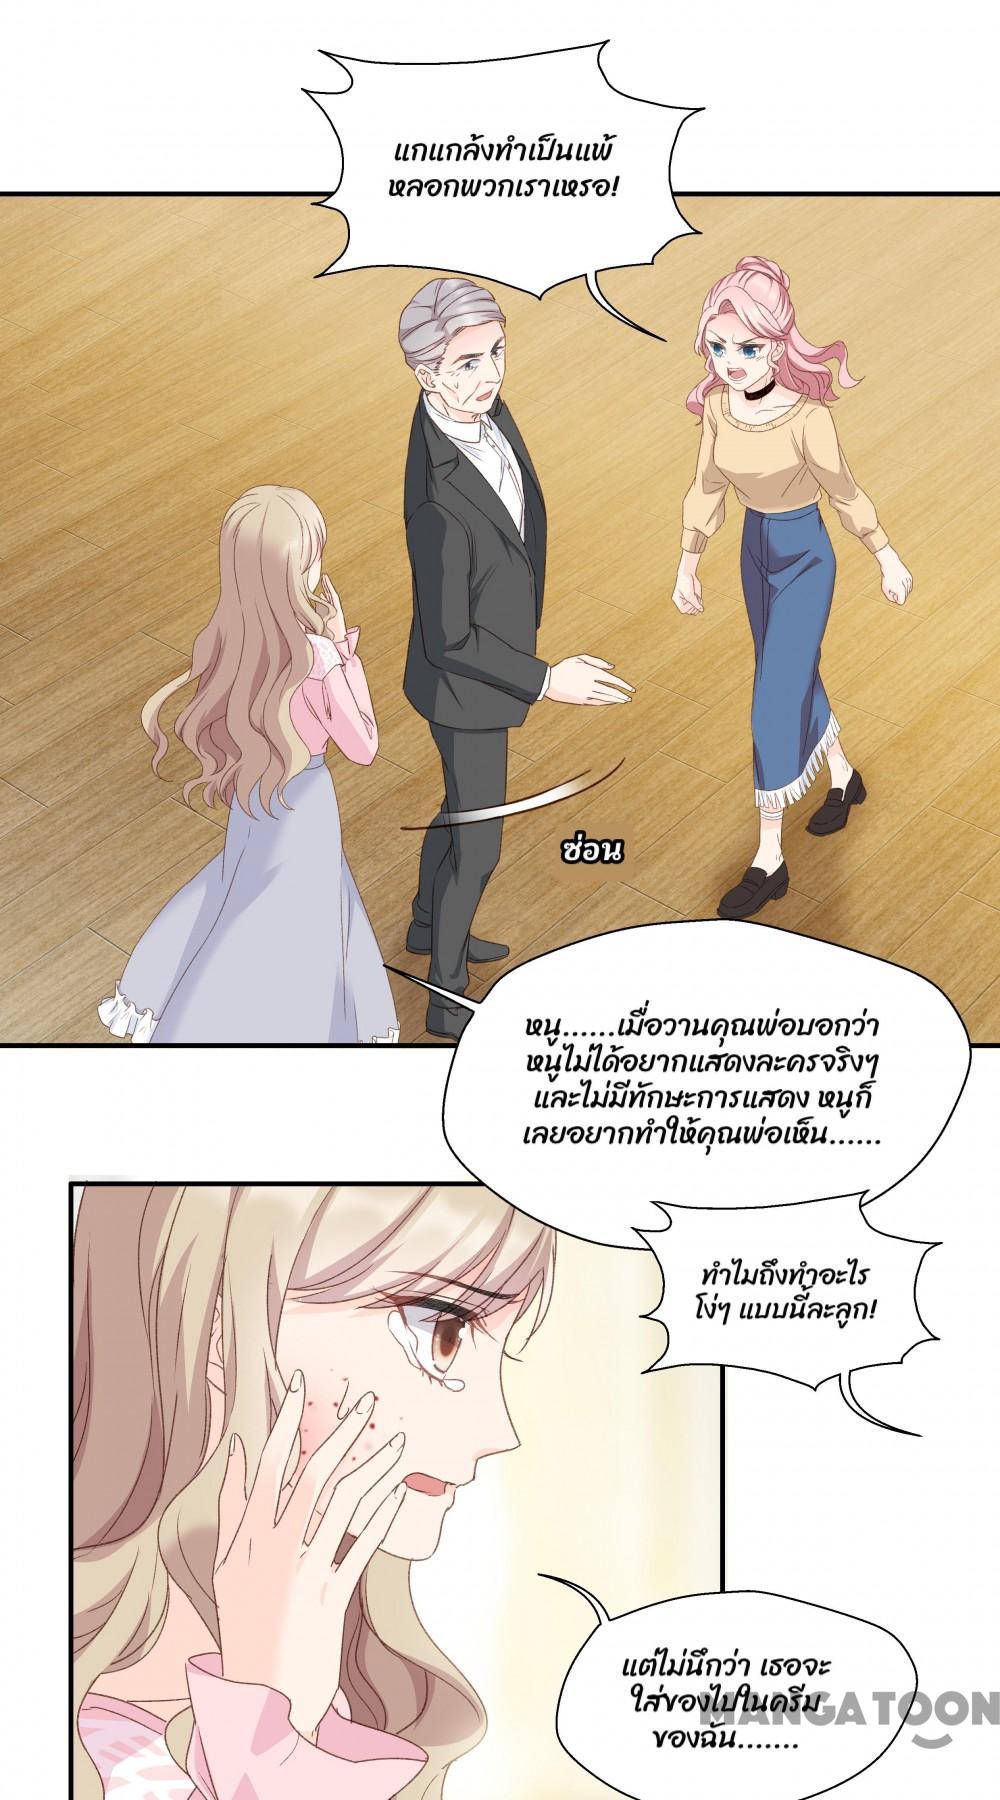 แกแกล้งทำเป็นแพ้
หลอกพวกเราเหรอ!
ซ่อน
หนู......เมื่อวานคุณพ่อบอกว่า
หนูไม่ได้อยากแสดงละครจริงๆ
และไม่มีทักษะการแสดง หนูก็
เลยอยากทำให้คุณพ่อเห็น......
ทำไมถึงทำอะไร
โง่ๆ แบบนี้ละลูก!
แต่ไม่นึกว่า เธอจะ
ใส่ของไปในครีม
ของฉัน.......
MANGATOON